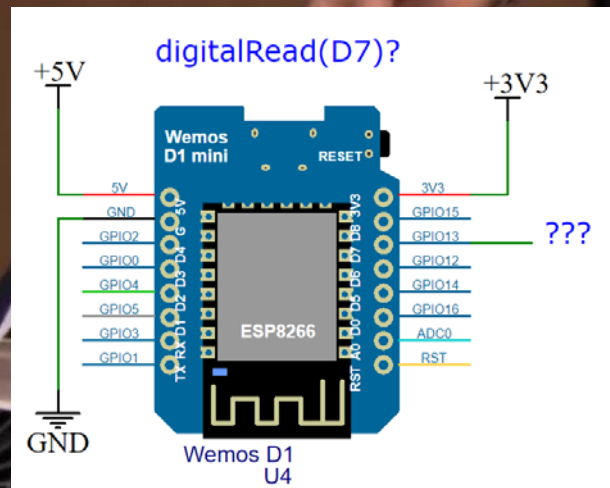 digitalRead(D7)?
+5V
+3V3
Wemos
D1 mini
RESET
5V
GND
GPIO2
GPIO0
GPIO4
GPIO5
GPIO3
GPIO1
5V
G
D4
D3
D2
D1
RX
TX
3V3
D8
D7
D6
D5
D0
A0
RST
3V3
GPIO15
GPIO13
GPIO12
GPIO14
GPIO16
ADC0
RST
???
ESP8266
GND
Wemos D1
U4